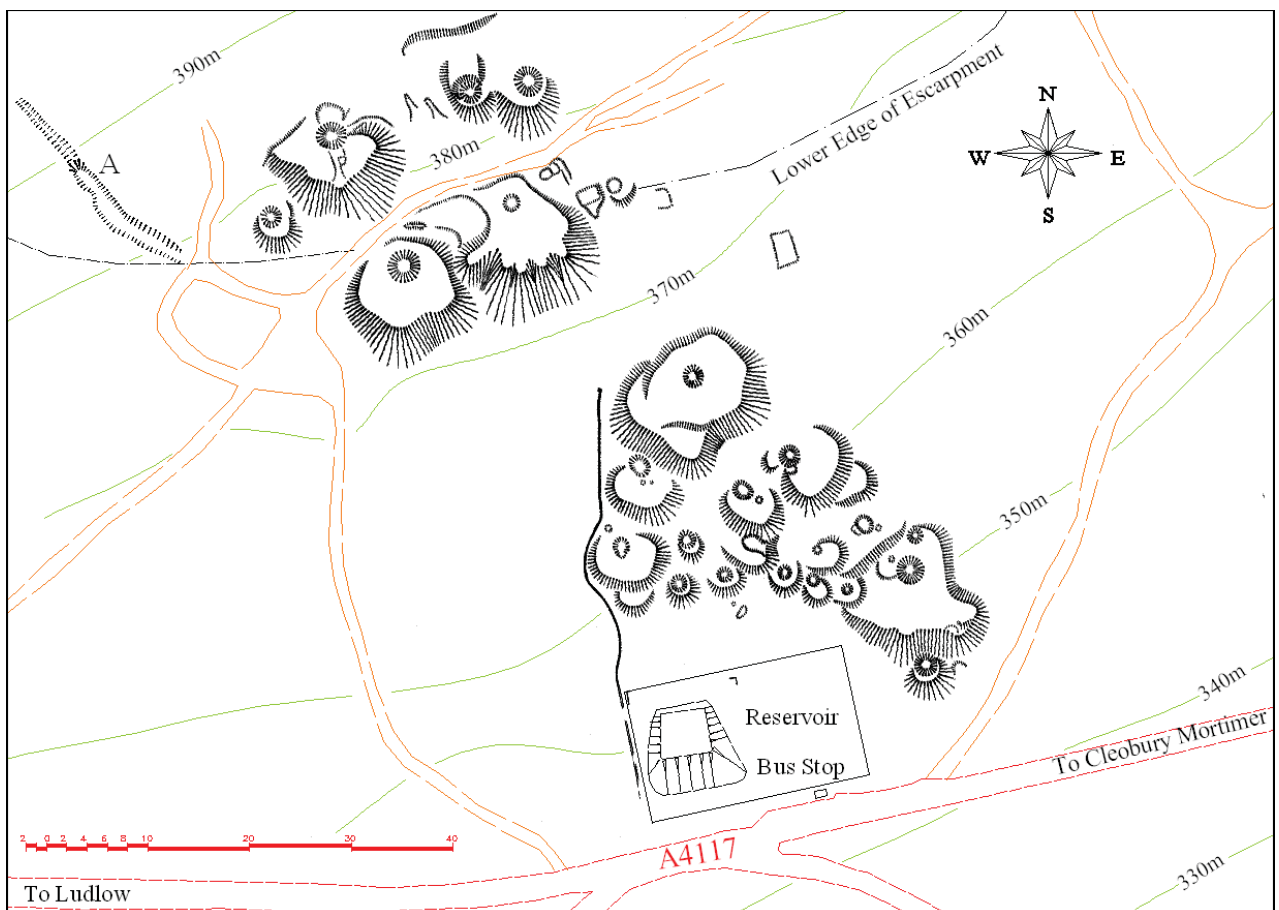 390m
Lower Edge of Escarpment
N
W E
S
A
380m
370m
360m
350m
340m
Reservoir
Bus Stop
To Cleobury Mortimer
2 0 2 4 6 8 10 20 30 40
A4117
330m
To Ludlow